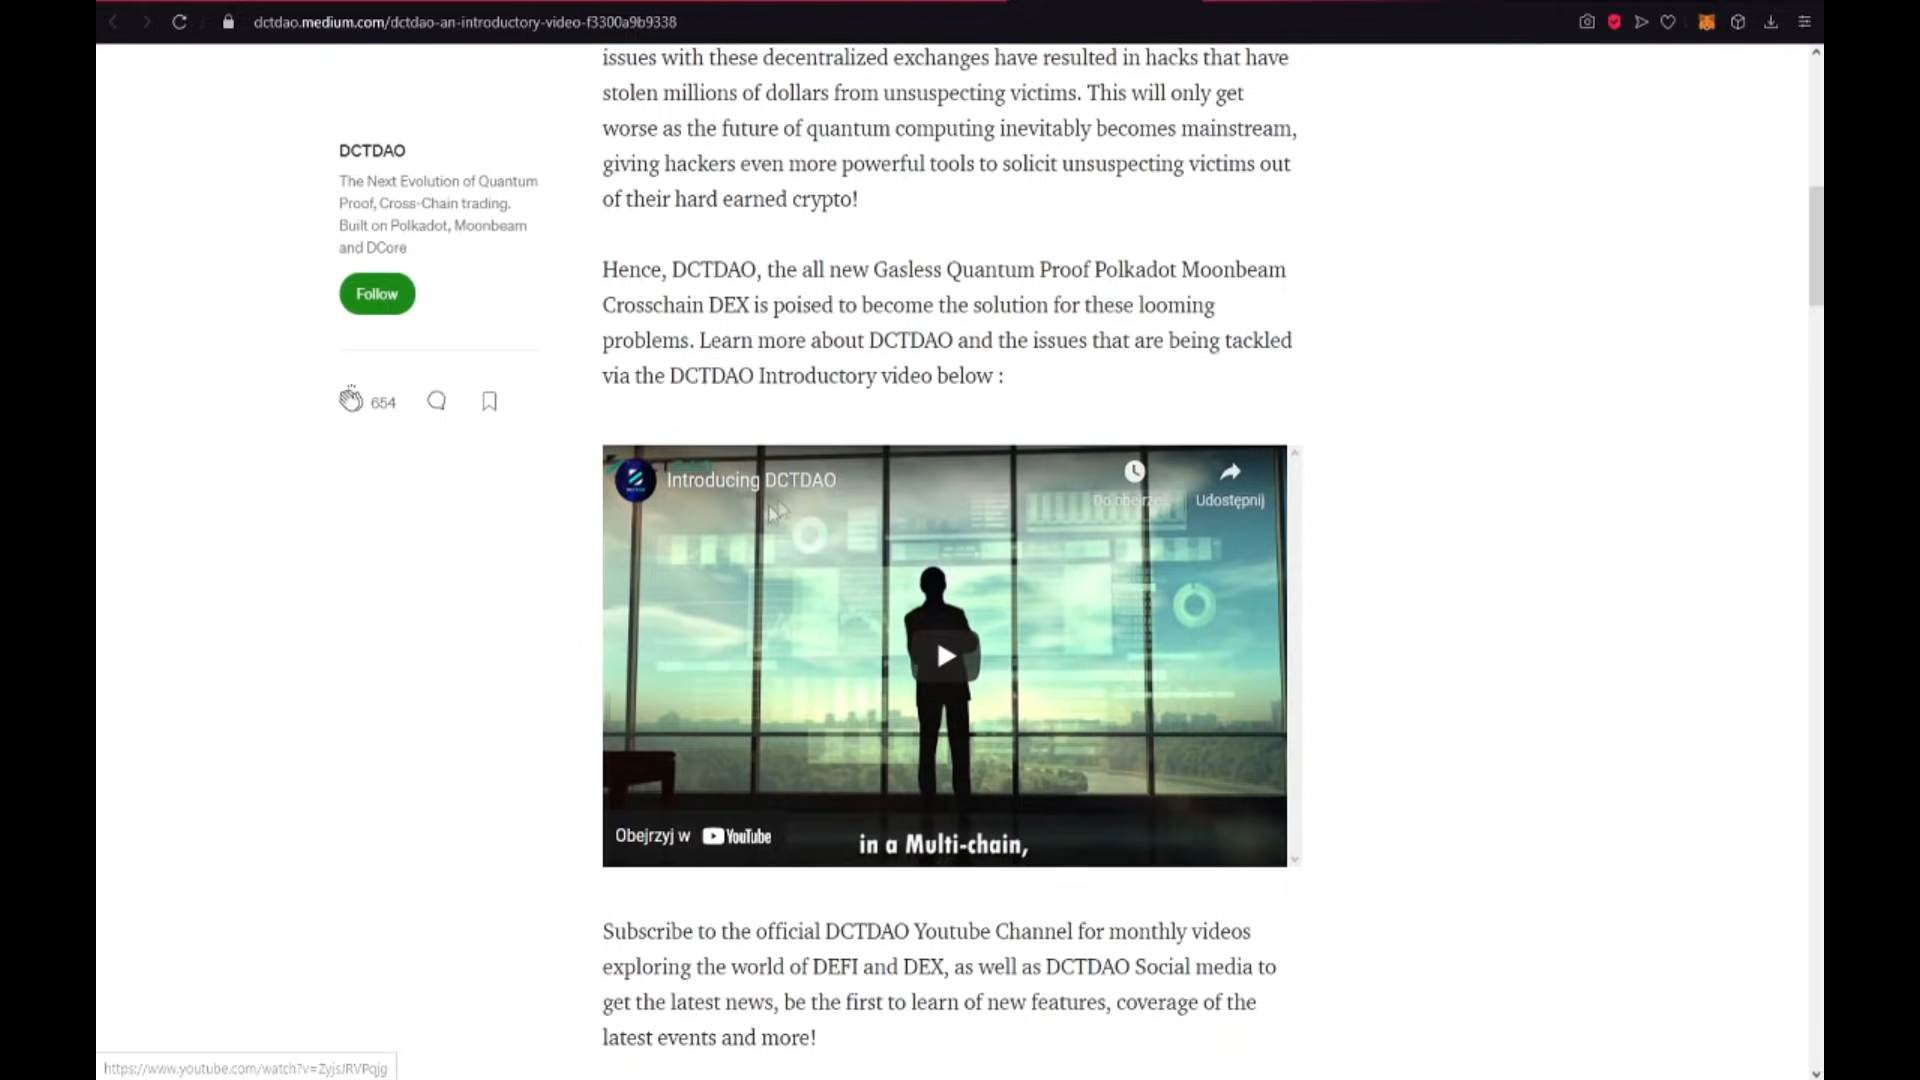 dctdao.medium.com/dctdao-an-introductory-video-f3300a9b9338
issues with these decentralized exchanges have resulted in hacks that have
stolen millions of dollars from unsuspecting victims. This will only get
worse as the future of quantum computing inevitably becomes mainstream,
giving hackers even more powerful tools to solicit unsuspecting victims out
of their hard earned crypto!
DCTDAO
The Next Evolution of Quantum
Proof, Cross-Chain trading.
Built on Polkadot, Moonbeam
and DCore
Follow
654
Hence, DCTDAO, the all new Gasless Quantum Proof Polkadot Moonbeam
Crosschain DEX is poised to become the solution for these looming
problems. Learn more about DCTDAO and the issues that are being tackled
via the DCTDAO Introductory video below :
Introducing DCTDAO
Udostępnij
Obejrzyj w YouTube
in a Multi-chain,
Subscribe to the official DCTDAO Youtube Channel for monthly videos
exploring the world of DEFI and DEX, as well as DCTDAO Social media to
get the latest news, be the first to learn of new features, coverage of the
latest events and more!
https://www.youtube.com/watch?v=ZyjsJRVPqjg